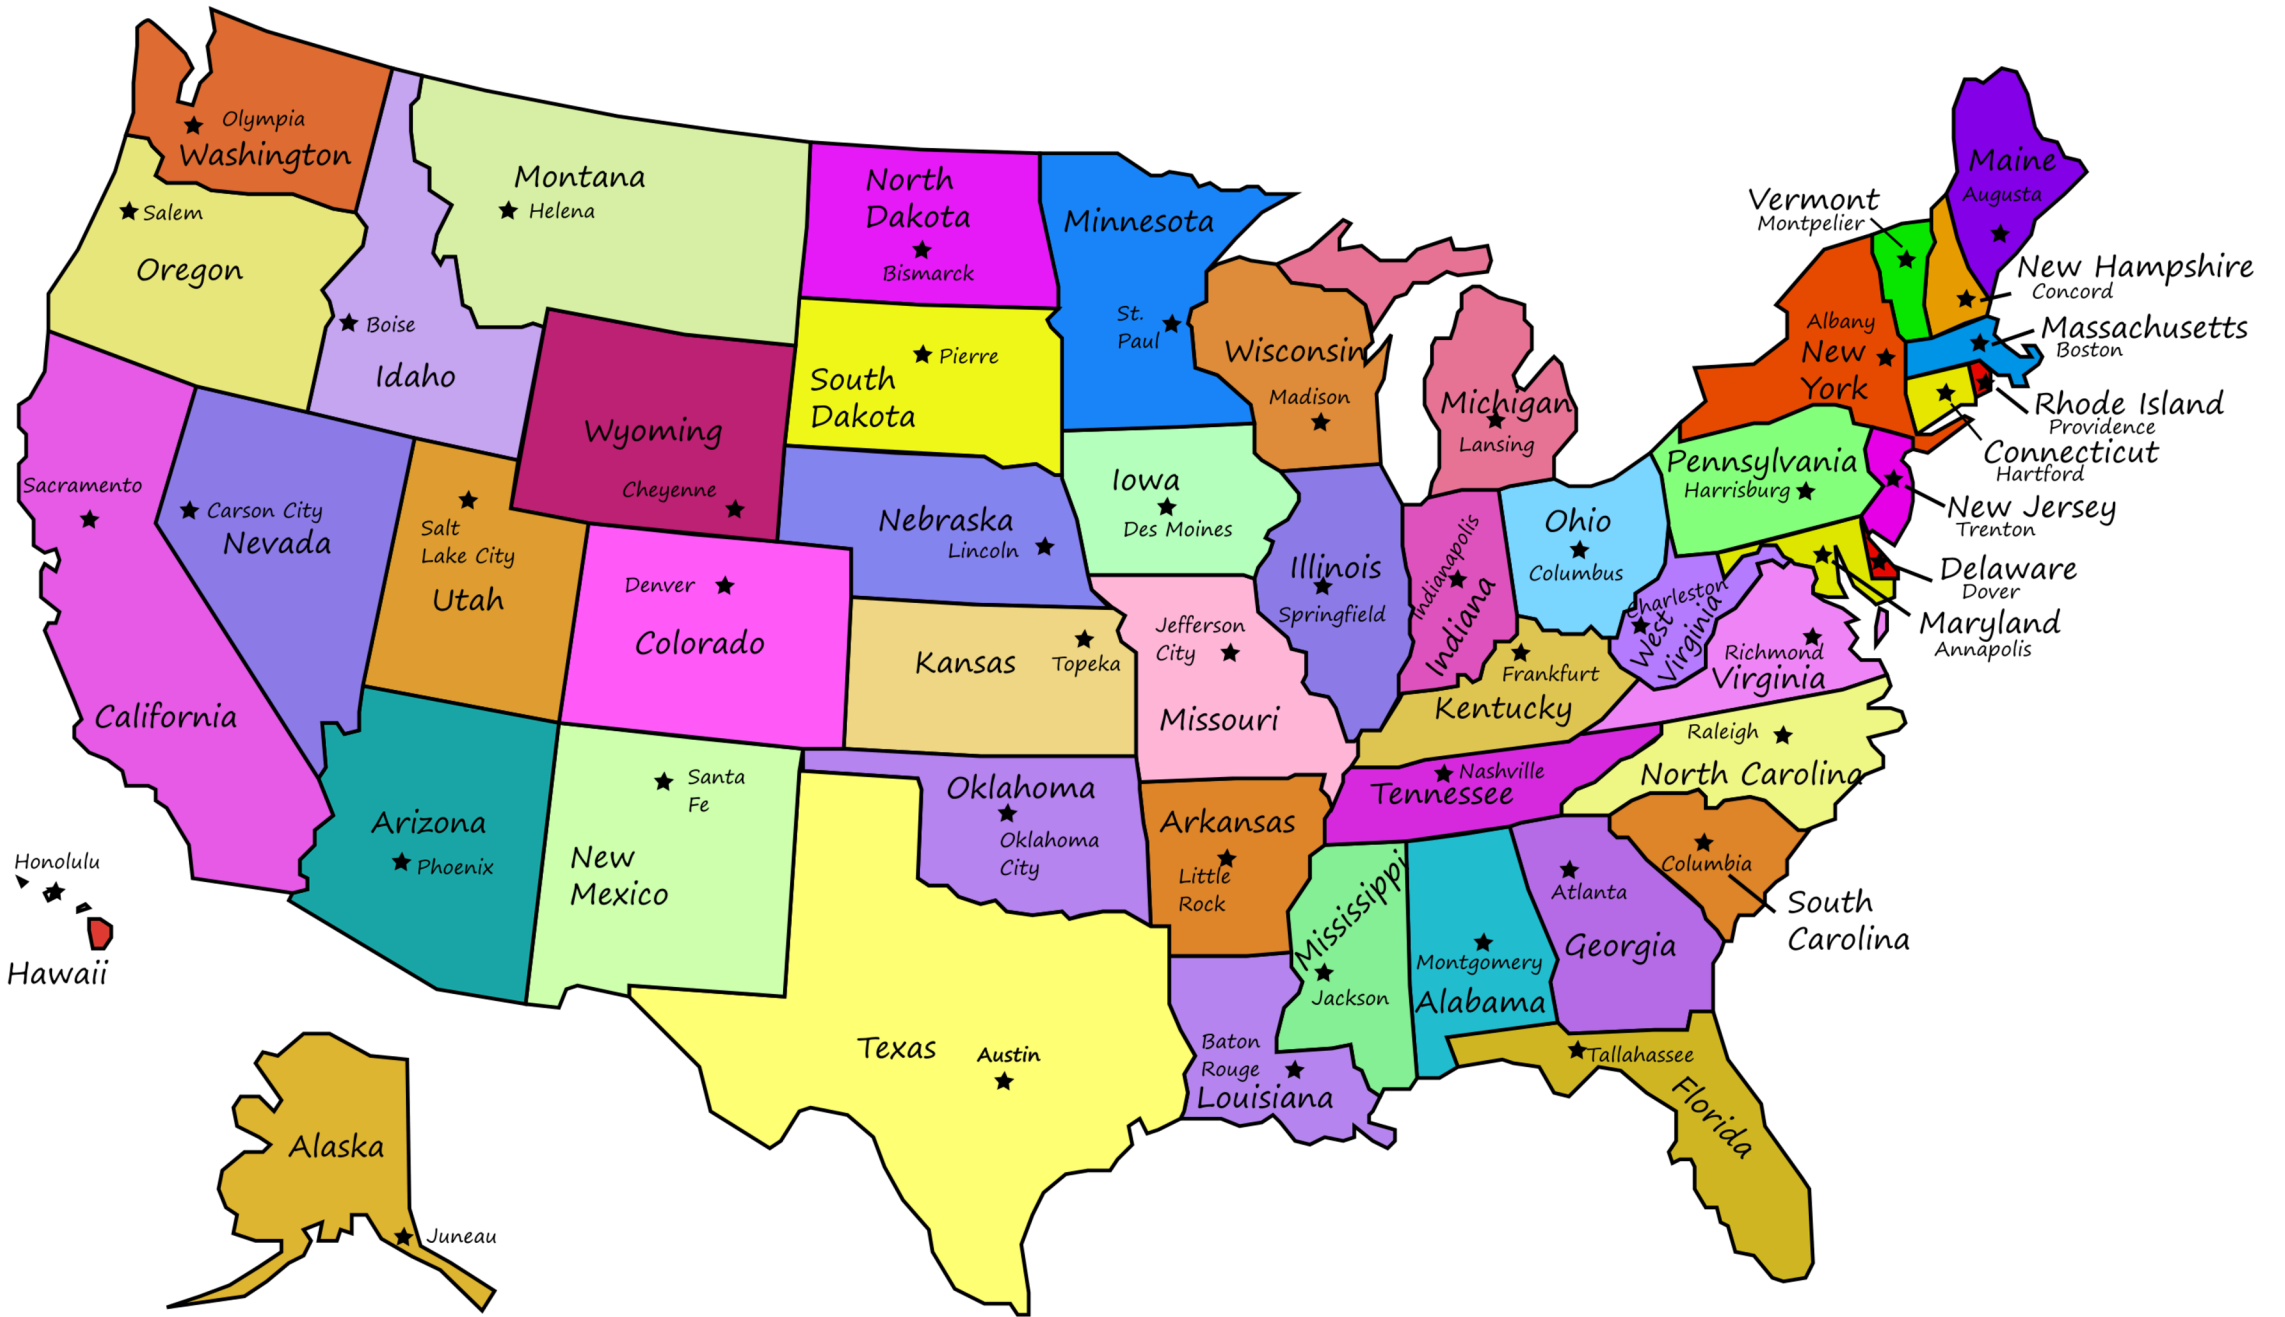 Olympia
Washington
Salem
Oregon
Montana
Helena
Boise
Idaho
North
Dakota
Bismarck
Minnesota
St.
Paul
Pierre
South
Dakota
Wyoming
Cheyenne
Wisconsin
Madison
Michigan
Lansing
Maine
Augusta
Vermont
Montpelier
New Hampshire
Concord
Albany
New
York
Massachusetts
Boston
Rhode Island
Providence
Connecticut
Hartford
Pennsylvania
Harrisburg
New Jersey
Trenton
Delaware
Dover
Maryland
Annapolis
Sacramento
California
Carson City
Nevada
Salt
Lake City
Utah
Denver
Colorado
Nebraska
Lincoln
Iowa
Des Moines
Illinois
Springfield
Indianapolis
Indiana
Ohio
Columbus
Charleston
West
Virginia
Richmond
Virginia
Kansas
Topeka
Jefferson
City
Missouri
Frankfurt
Kentucky
Raleigh
North Carolina
Nashville
Tennessee
Arizona
Phoenix
Santa
Fe
New
Mexico
Oklahoma
Oklahoma
City
Arkansas
Little
Rock
Mississippi
Jackson
Montgomery
Alabama
Atlanta
Georgia
Columbia
South
Carolina
Honolulu
Hawaii
Texas
Austin
Baton
Rouge
Louisiana
Tallahassee
Florida
Alaska
Juneau